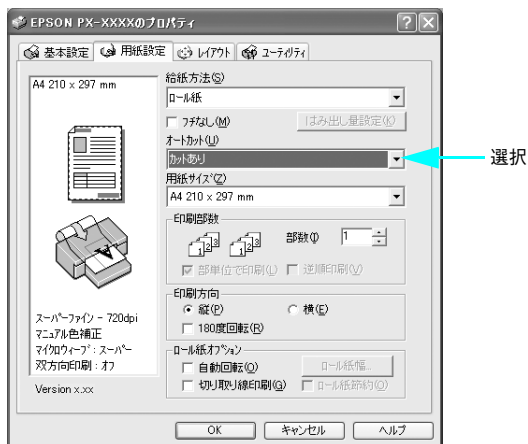 EPSON PX-XXXXのプロパティ
基本設定
用紙設定
レイアウト
ユーティリティ
A4 210 x 297 mm
スーパーファイン - 720dpi
マニュアル色補正
マイクロウィーブ：スーパー
双方向印刷：オフ
Version x.xx
給紙方法(S)
ロール紙
フチなし(M)
はみ出し量設定(K)
オートカット(U)
カットあり
選択
用紙サイズ(Z)
A4 210 x 297 mm
印刷部数
部数(I)
1
部単位で印刷(L)
逆順印刷(V)
印刷方向
縦(P)
横(E)
180度回転(R)
ロール紙オプション
自動回転(O)
ロール紙幅...
切り取り線印刷(G)
ロール紙節約(O)
OK
キャンセル
ヘルプ